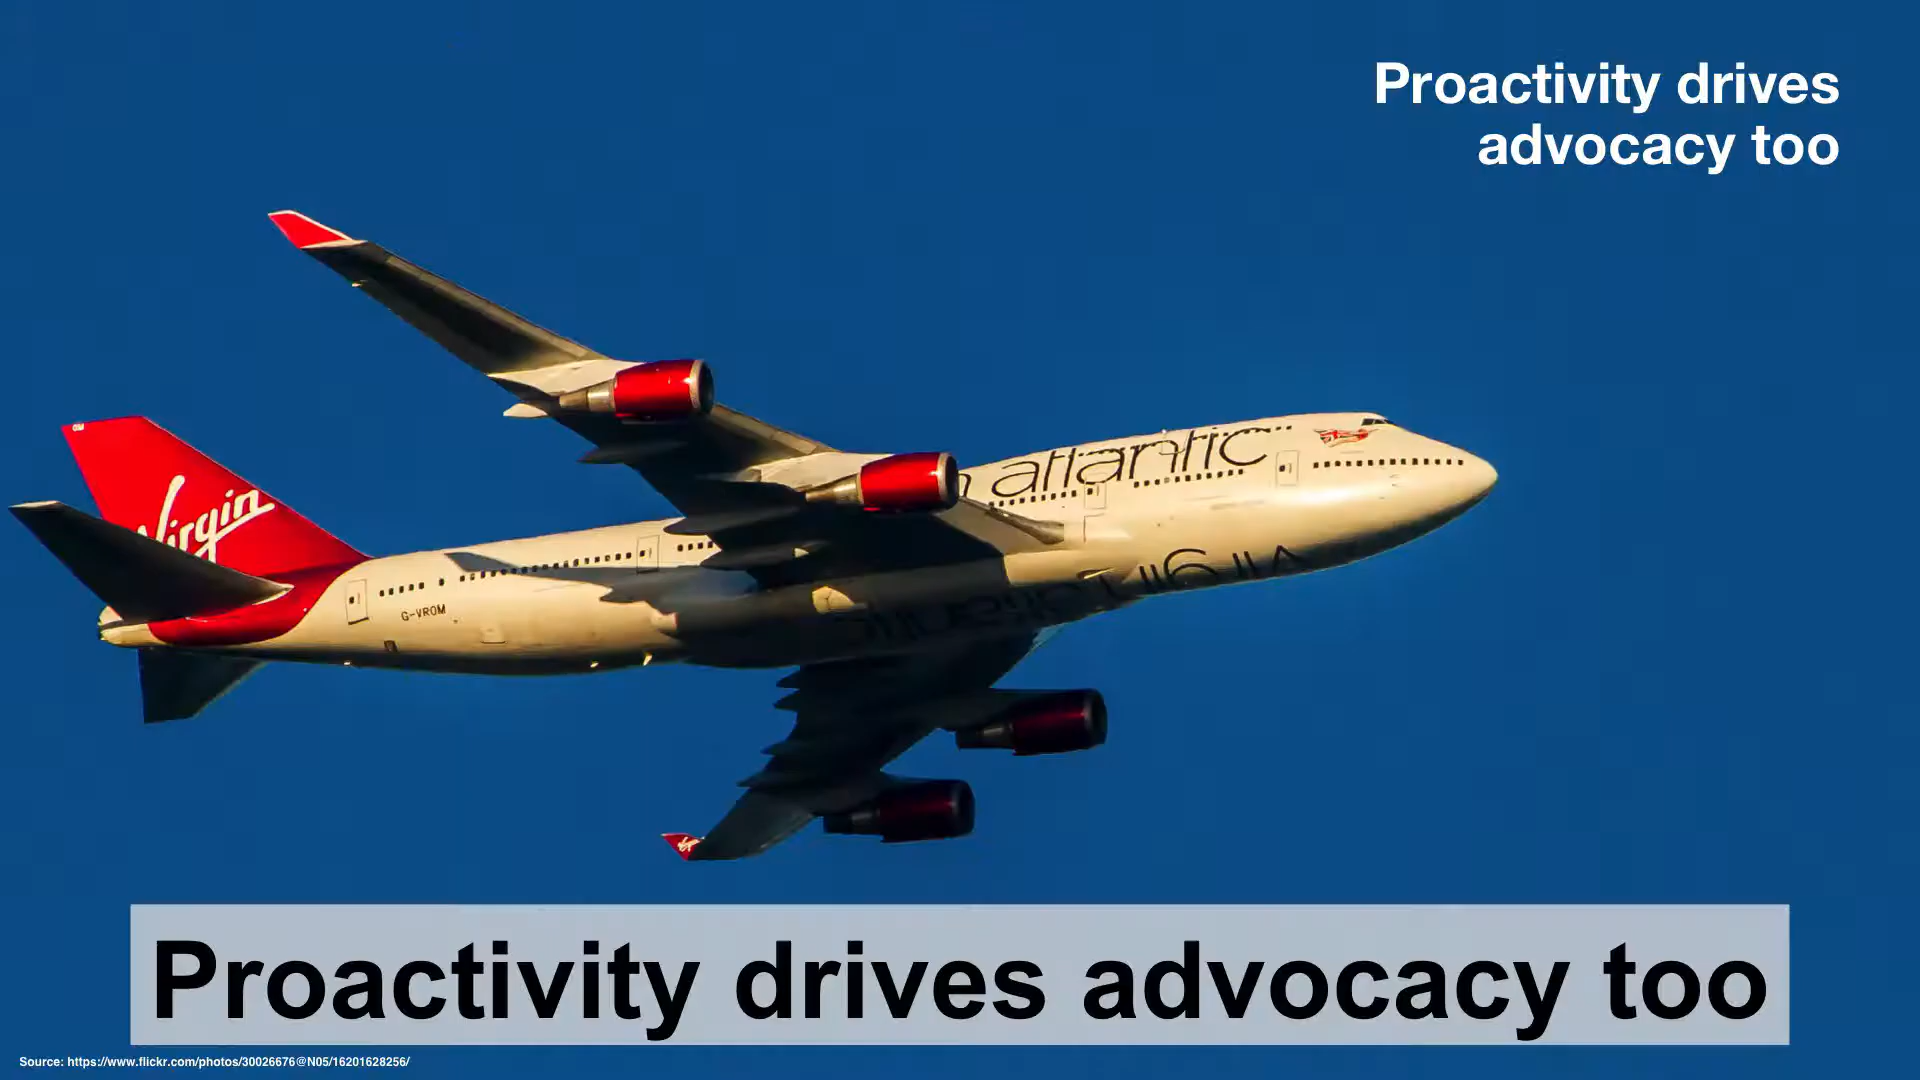 Proactivity drives
advocacy too
atlantic
Virgin
G-VROM
Proactivity drives advocacy too
Source: https://www.flickr.com/photos/30026676@N05/16201628256/